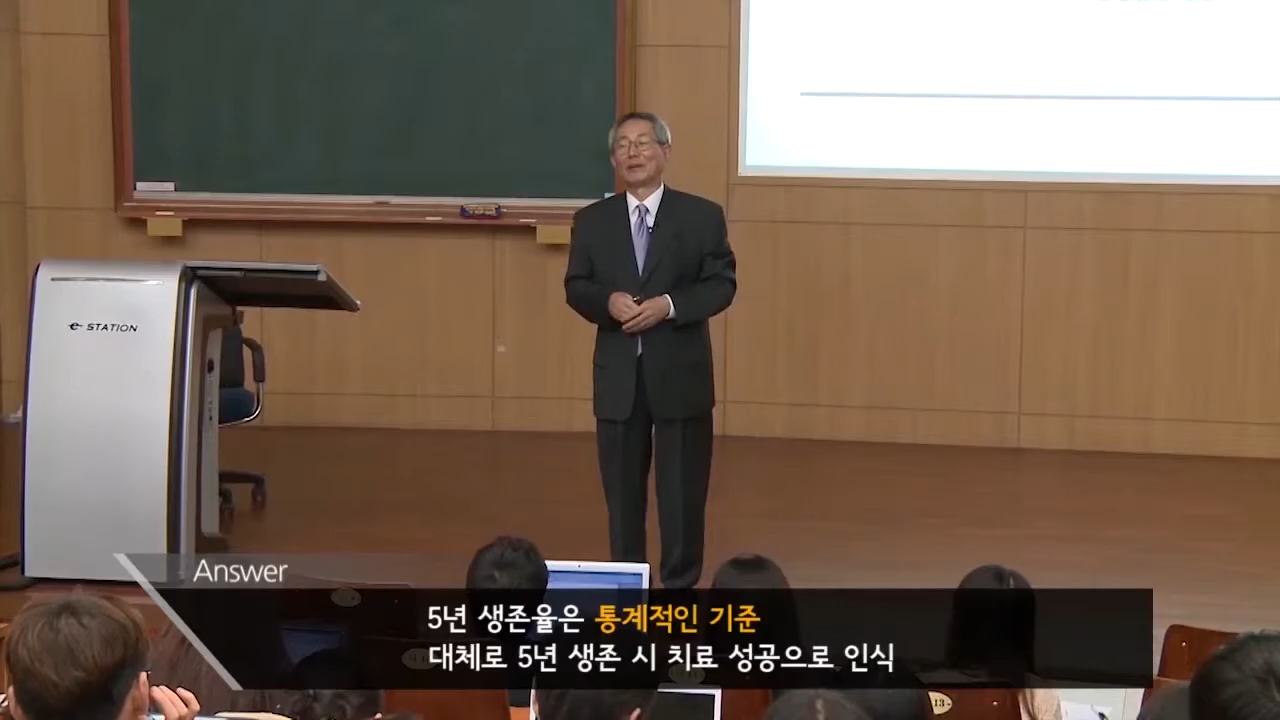 e-STATION
Answer
5년 생존율은 통계적인 기준
대체로 5년 생존 시 치료 성공으로 인식
13